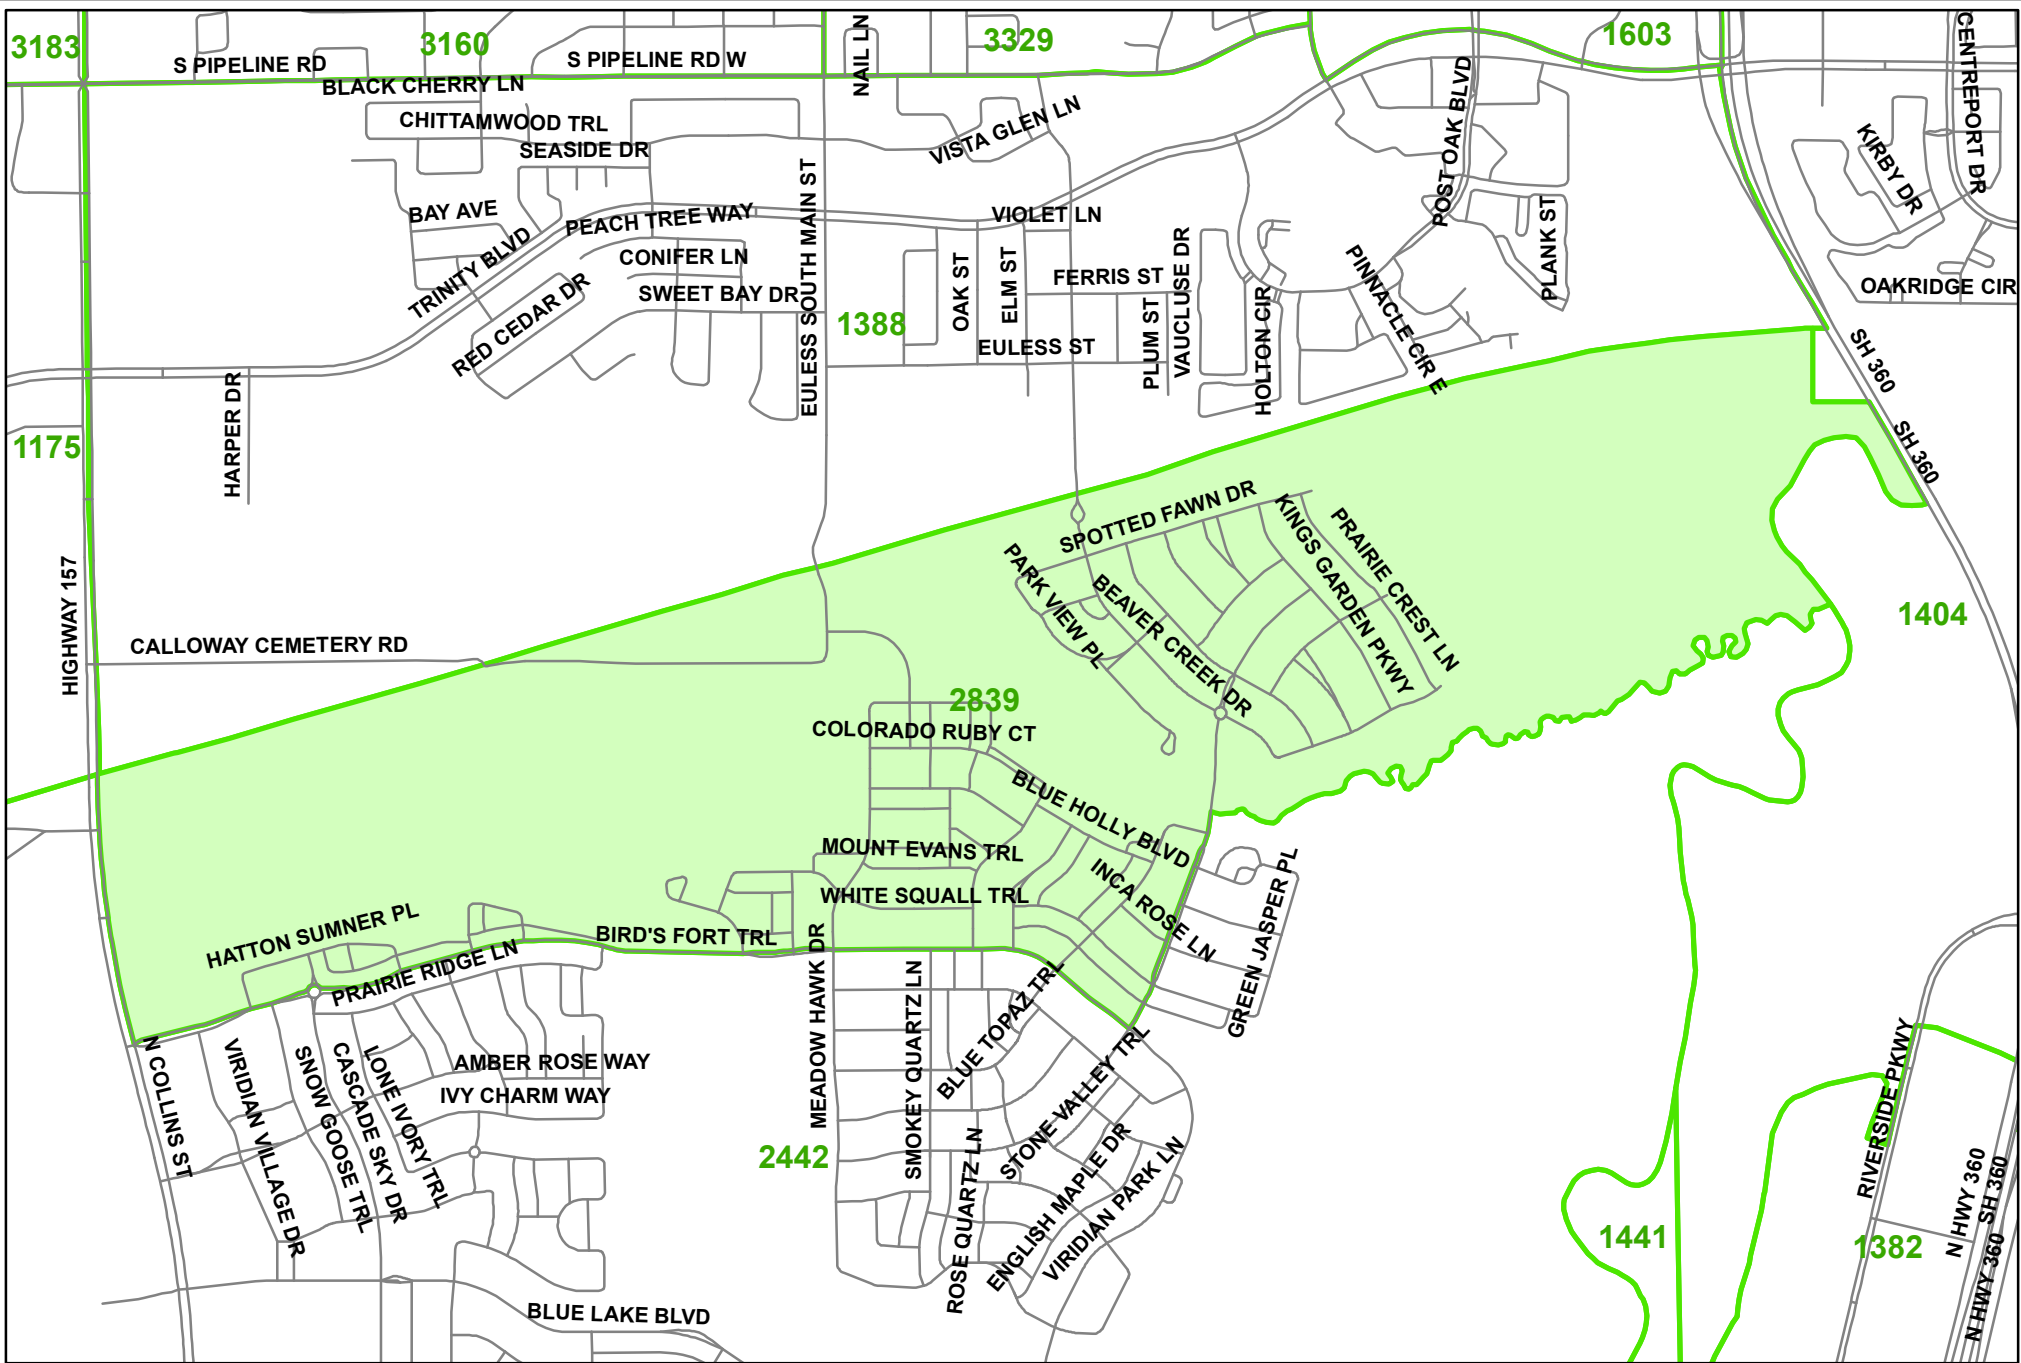 3183
3160
3329
1603
S PIPELINE RD
S PIPELINE RD W
NAIL LN
CENTREPORT DR
BLACK CHERRY LN
CHITTAMWOOD TRL
SEASIDE DR
VISTA GLEN LN
POST OAK BLVD
KIRBY DR
BAY AVE
PEACH TREE WAY
TRINITY BLVD
CONIFER LN
SWEET BAY DR
RED CEDAR DR
EULESS SOUTH MAIN ST
1388
VIOLET LN
OAK ST
ELM ST
FERRIS ST
EULESS ST
PLUM ST
VAUCLUSE DR
HOLTON CIR
PINNACLE CIR E
PLANK ST
OAKRIDGE CIR
SH 360
SH 360
HARPER DR
1175
HIGHWAY 157
CALLOWAY CEMETERY RD
SPOTTED FAWN DR
KINGS GARDEN PKWY
PRAIRIE CREST LN
PARK VIEW PL
BEAVER CREEK DR
1404
2839
COLORADO RUBY CT
BLUE HOLLY BLVD
MOUNT EVANS TRL
WHITE SQUALL TRL
INCA ROSE LN
GREEN JASPER PL
HATTON SUMNER PL
PRAIRIE RIDGE LN
BIRD'S FORT TRL
MEADOW HAWK DR
SMOKEY QUARTZ LN
BLUE TOPAZ TRL
STONE VALLEY TRL
N COLLINS ST
VIRIDIAN VILLAGE DR
SNOW GOOSE TRL
CASCADE SKY DR
LONE IVORY TRL
AMBER ROSE WAY
IVY CHARM WAY
2442
ROSE QUARTZ LN
ENGLISH MAPLE DR
VIRIDIAN PARK LN
BLUE LAKE BLVD
RIVERSIDE PKWY
1441
1382
N HWY 360
SH 360
N HWY 360